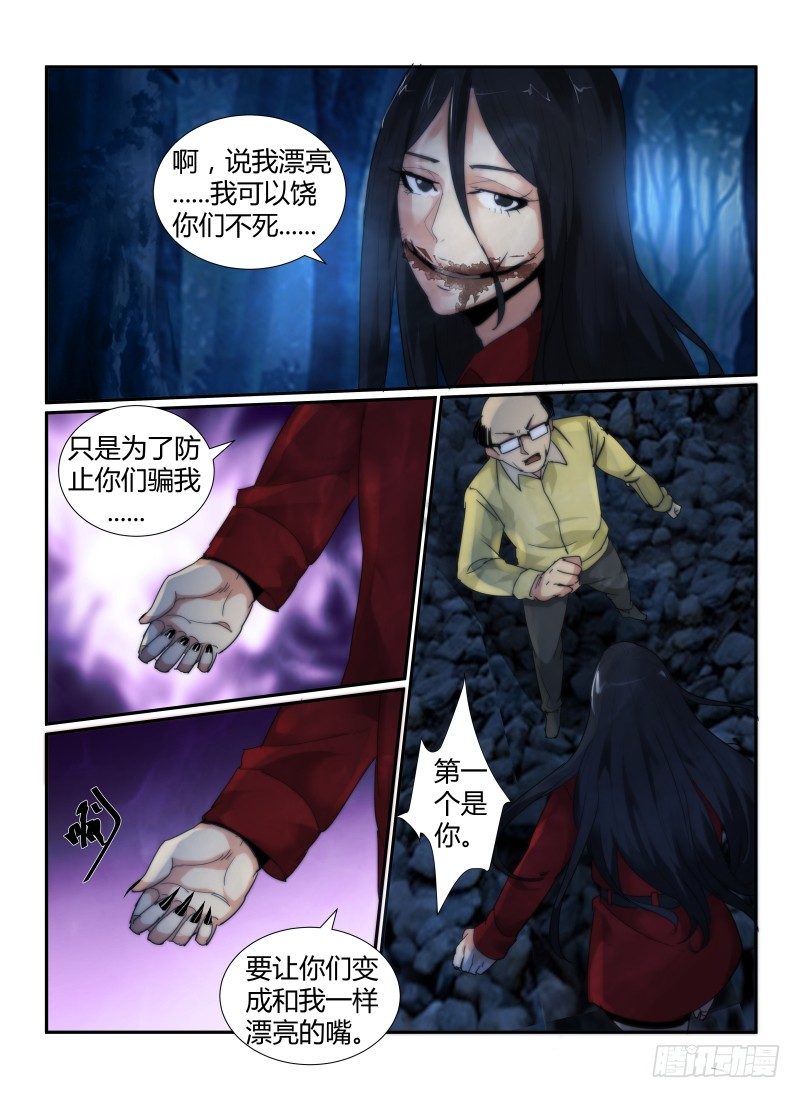 啊，说我漂亮
……我可以饶
你们不死……
只是为了防
止你们骗我
……
要让你们变
成和我一样
漂亮的嘴。
第一
个是
你。
腾讯动漫